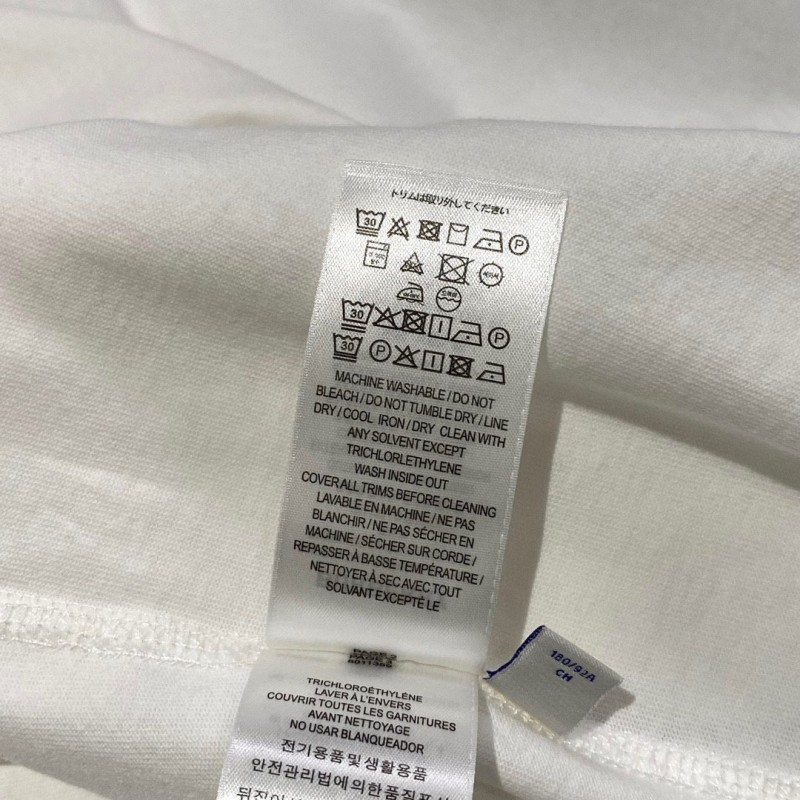 トリムは取り外してください
30 P
30 P
30 P
MACHINE WASHABLE / DO NOT
BLEACH / DO NOT TUMBLE DRY / LINE
DRY / COOL IRON / DRY CLEAN WITH
ANY SOLVENT EXCEPT
TRICHLORLETHYLENE
WASH INSIDE OUT
COVER ALL TRIMS BEFORE CLEANING
LAVABLE EN MACHINE / NE PAS
BLANCHIR / NE PAS SÉCHER EN
MACHINE / SÉCHER SUR CORDE /
REPASSER À BASSE TEMPÉRATURE /
NETTOYER À SEC AVEC TOUT
SOLVANT EXCEPTÉ LE
TRICHLOROÉTHYLÈNE
LAVER À L'ENVERS
COUVRIR TOUTES LES GARNITURES
AVANT NETTOYAGE
NO USAR BLANQUEADOR
전기용품및생활용품
안전관리법에의한품질표시
180/92A
CH